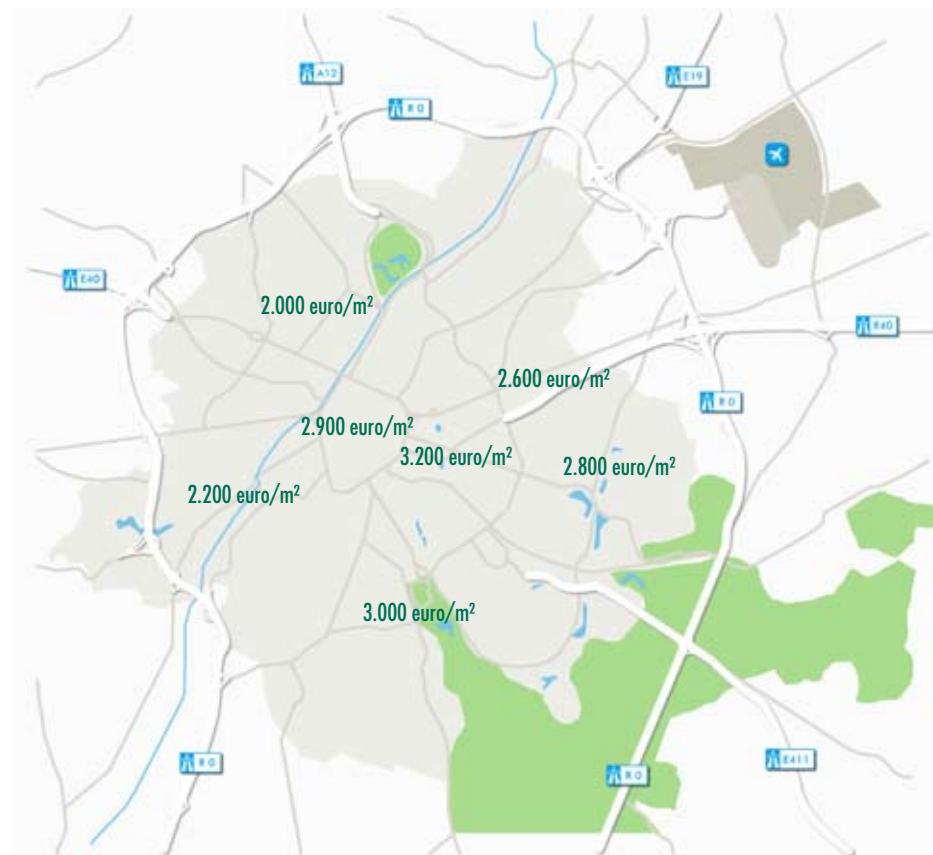 A12
E19
R0
E40
2.000 euro/m²
E40
2.600 euro/m²
R0
2.900 euro/m²
3.200 euro/m²
2.800 euro/m²
2.200 euro/m²
3.000 euro/m²
R0
E411
R0